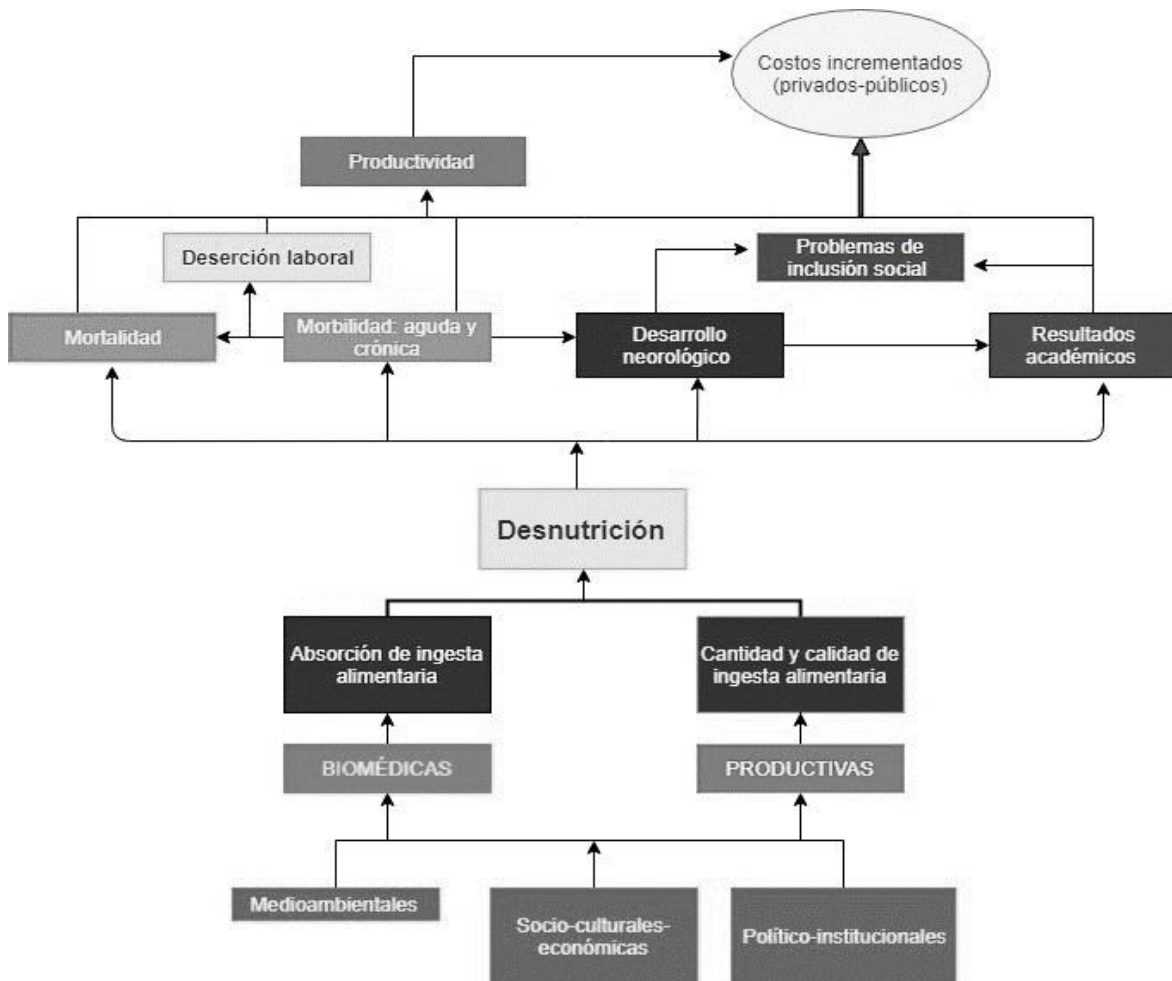 Costos incrementados
(privados-públicos)
Productividad
Deserción laboral
Problemas de
inclusión social
Mortalidad
Morbilidad: aguda y
crónica
Desarrollo
neorológico
Resultados
académicos
Desnutrición
Absorción de ingesta
alimentaria
Cantidad y calidad de
ingesta alimentaria
BIOMÉDICAS
PRODUCTIVAS
Medioambientales
Socio-culturales-
económicas
Político-institucionales